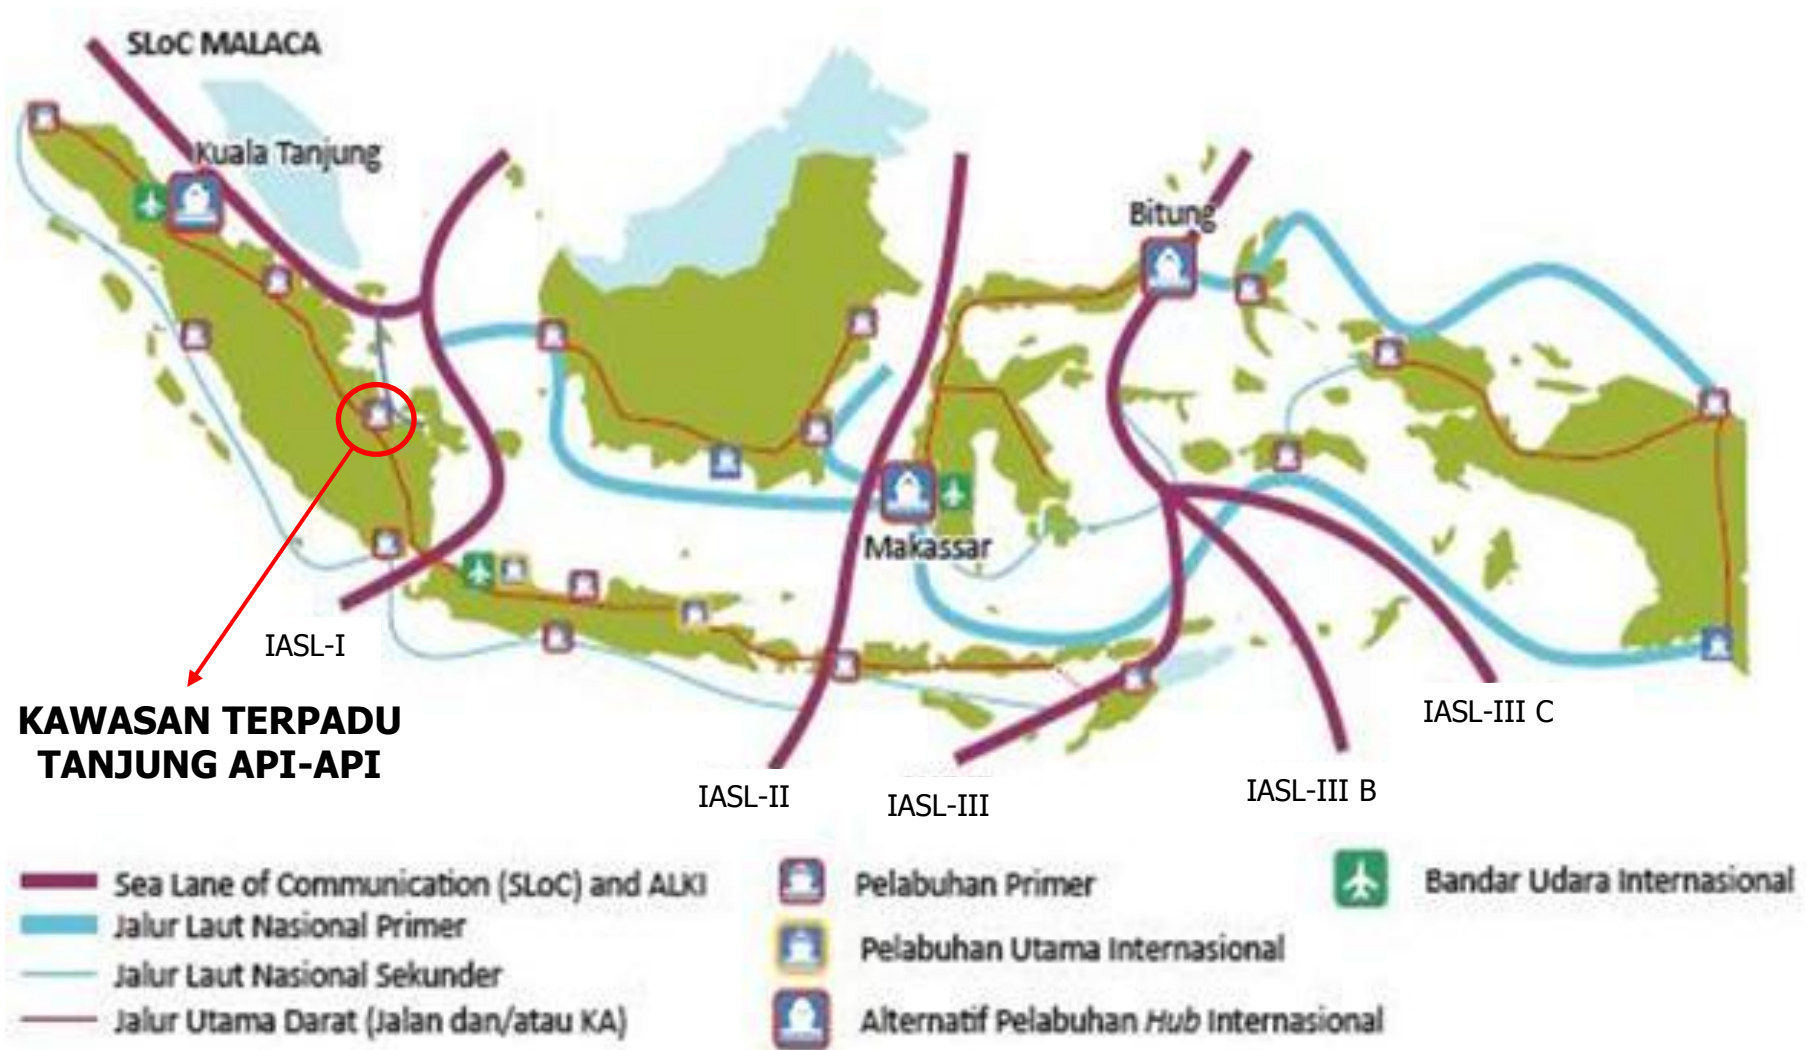 SLoC MALACA
Kuala Tanjung
Bitung
Makassar
IASL-I
KAWASAN TERPADU
TANJUNG API-API
IASL-II
IASL-III
IASL-III B
IASL-III C
Sea Lane of Communication (SLoC) and ALKI
Jalur Laut Nasional Primer
Jalur Laut Nasional Sekunder
Jalur Utama Darat (Jalan dan/atau KA)
Pelabuhan Primer
Pelabuhan Utama Internasional
Alternatif Pelabuhan Hub Internasional
Bandar Udara Internasional